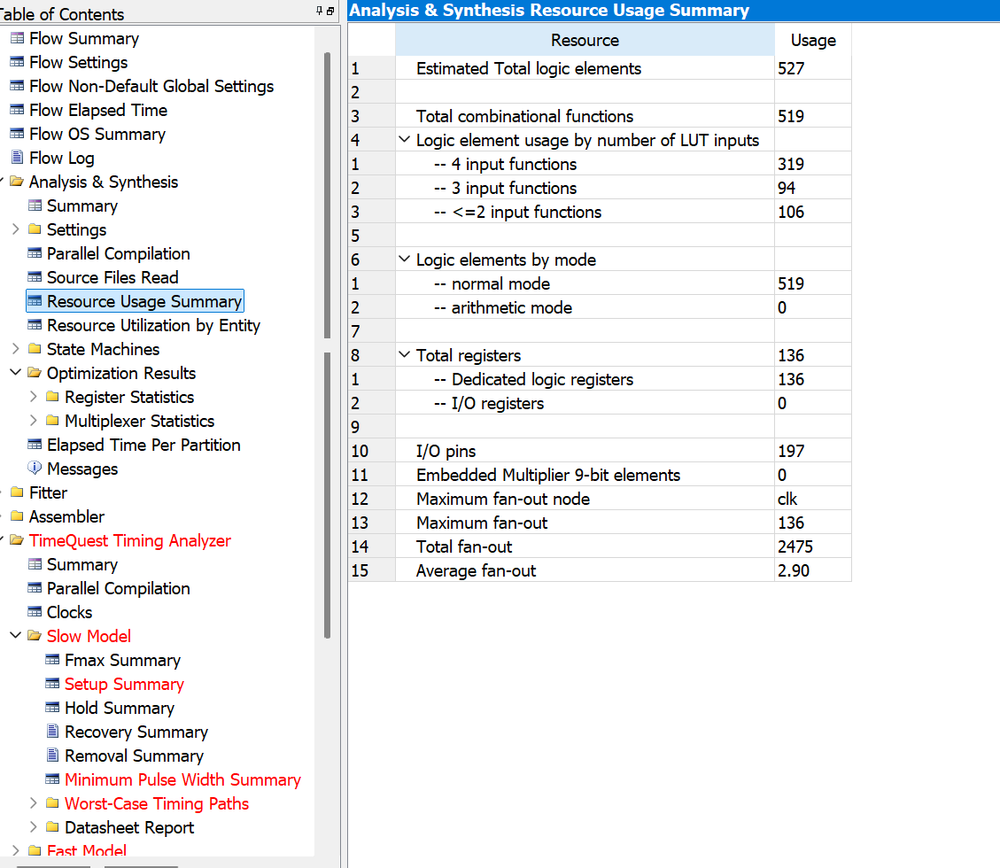 Table of Contents
Flow Summary
Flow Settings
Flow Non-Default Global Settings
Flow Elapsed Time
Flow OS Summary
Flow Log
Analysis & Synthesis
Summary
Settings
Parallel Compilation
Source Files Read
Resource Usage Summary
Resource Utilization by Entity
State Machines
Optimization Results
Register Statistics
Multiplexer Statistics
Elapsed Time Per Partition
Messages
Fitter
Assembler
TimeQuest Timing Analyzer
Summary
Parallel Compilation
Clocks
Slow Model
Fmax Summary
Setup Summary
Hold Summary
Recovery Summary
Removal Summary
Minimum Pulse Width Summary
Worst-Case Timing Paths
Datasheet Report
Fast Model
Analysis & Synthesis Resource Usage Summary
Resource Usage
1 Estimated Total logic elements 527
2
3 Total combinational functions 519
4 Logic element usage by number of LUT inputs
1 -- 4 input functions 319
2 -- 3 input functions 94
3 -- <=2 input functions 106
5
6 Logic elements by mode
1 -- normal mode 519
2 -- arithmetic mode 0
7
8 Total registers 136
1 -- Dedicated logic registers 136
2 -- I/O registers 0
9
10 I/O pins 197
11 Embedded Multiplier 9-bit elements 0
12 Maximum fan-out node clk
13 Maximum fan-out 136
14 Total fan-out 2475
15 Average fan-out 2.90